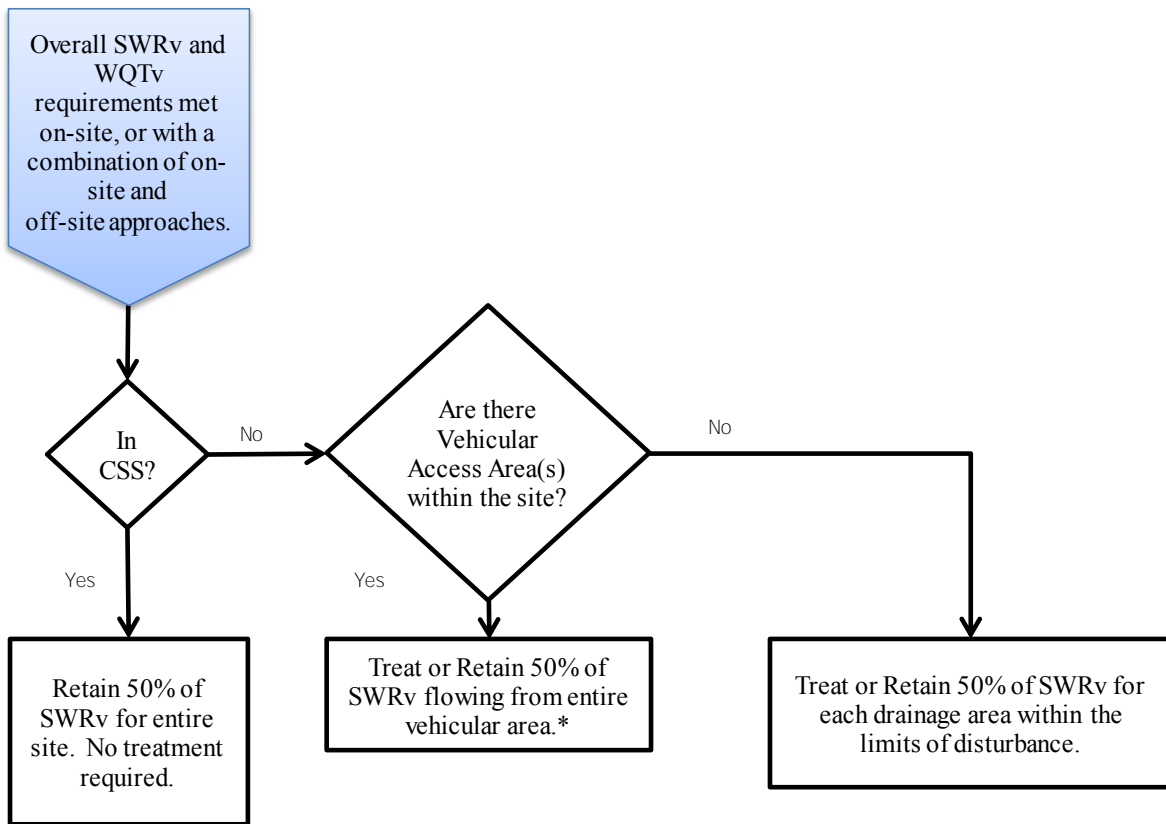 Overall SWRv and
WQTv
requirements met
on-site, or with a
combination of on-
site and
off-site approaches.
In
CSS?
No
Are there
Vehicular
Access Area(s)
within the site?
No
Yes
Yes
Retain 50% of
SWRv for entire
site.  No treatment
required.
Treat or Retain 50% of
SWRv flowing from entire
vehicular area.*
Treat or Retain 50% of SWRv for
each drainage area within the
limits of disturbance.